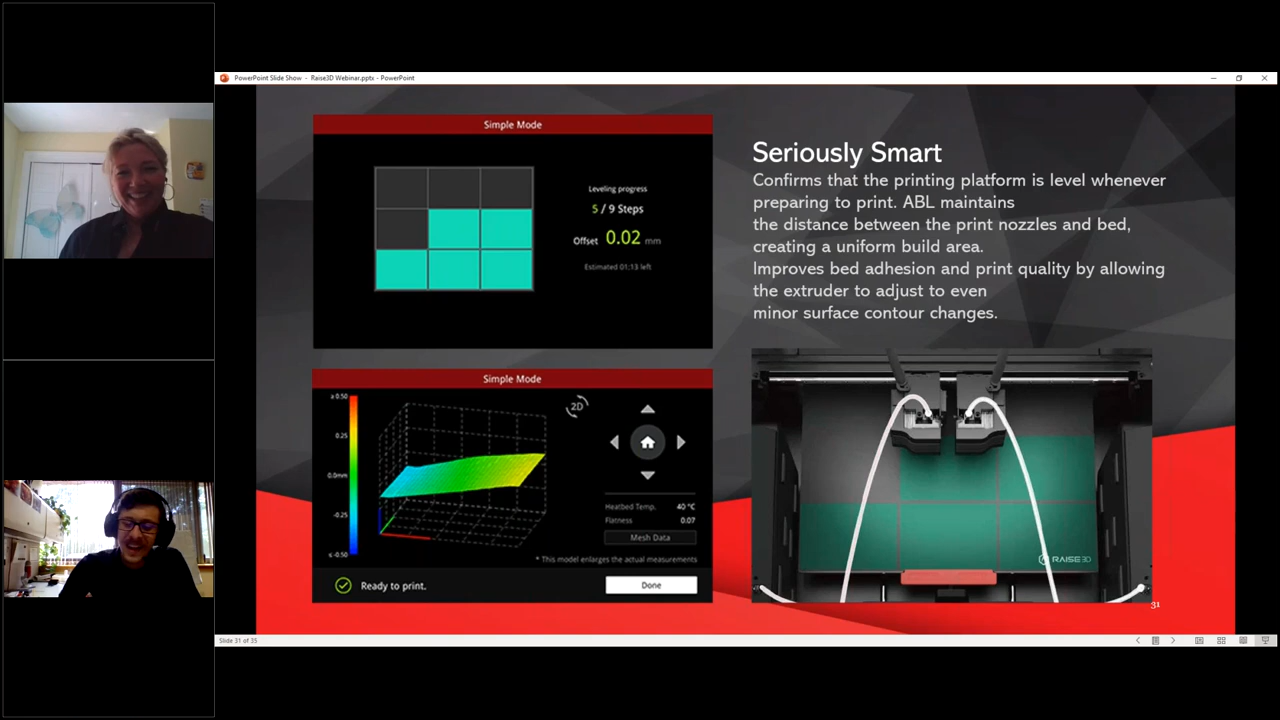 PowerPoint Slide Show - Raise3D Webinar.pptx - PowerPoint
Simple Mode
Leveling progress
5 / 9 Steps
Offset 0.02 mm
Estimated 01:13 left
Seriously Smart
Confirms that the printing platform is level whenever
preparing to print. ABL maintains
the distance between the print nozzles and bed,
creating a uniform build area.
Improves bed adhesion and print quality by allowing
the extruder to adjust to even
minor surface contour changes.
Simple Mode
≥ 0.50
0.25
0.0mm
-0.25
≤ -0.50
2D
Heatbed Temp. 40 °C
Flatness 0.07
Mesh Data
* This model enlarges the actual measurements
Ready to print.
Done
RAISE3D
31
Slide 31 of 35